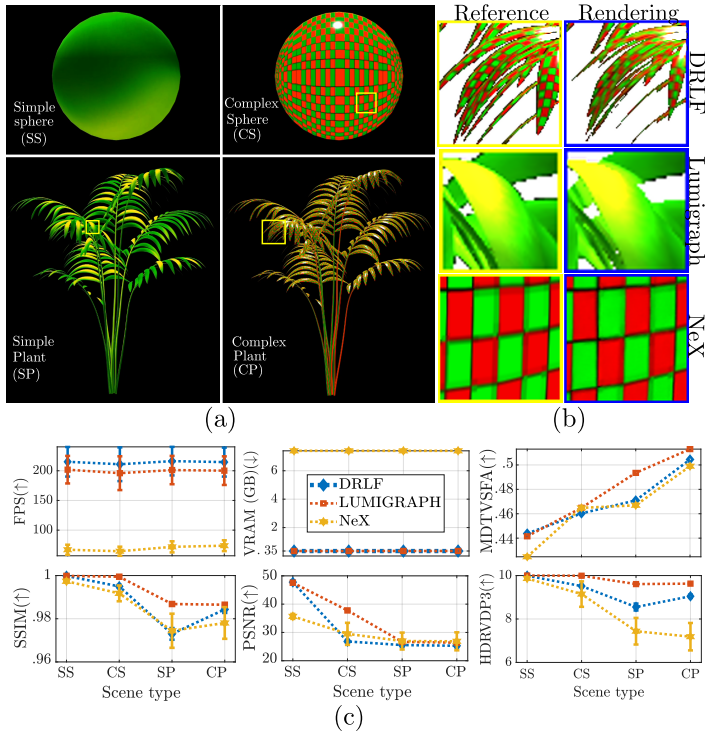 Reference Rendering
Simple
sphere
(SS)
Complex
Sphere
(CS)
DRLF
Lumigraph
NeX
Simple
Plant
(SP)
Complex
Plant
(CP)
(a)
(b)
FPS(↑)
200
150
100
VRAM (GB)(↓)
6
2
.35
DRLF
LUMIGRAPH
NeX
MDTVSFA(↑)
.5
.48
.46
.44
SSIM(↑)
1
.98
.96
SS CS SP CP
Scene type
PSNR(↑)
50
40
30
20
SS CS SP CP
Scene type
HDRVDP3(↑)
10
8
6
SS CS SP CP
Scene type
(c)